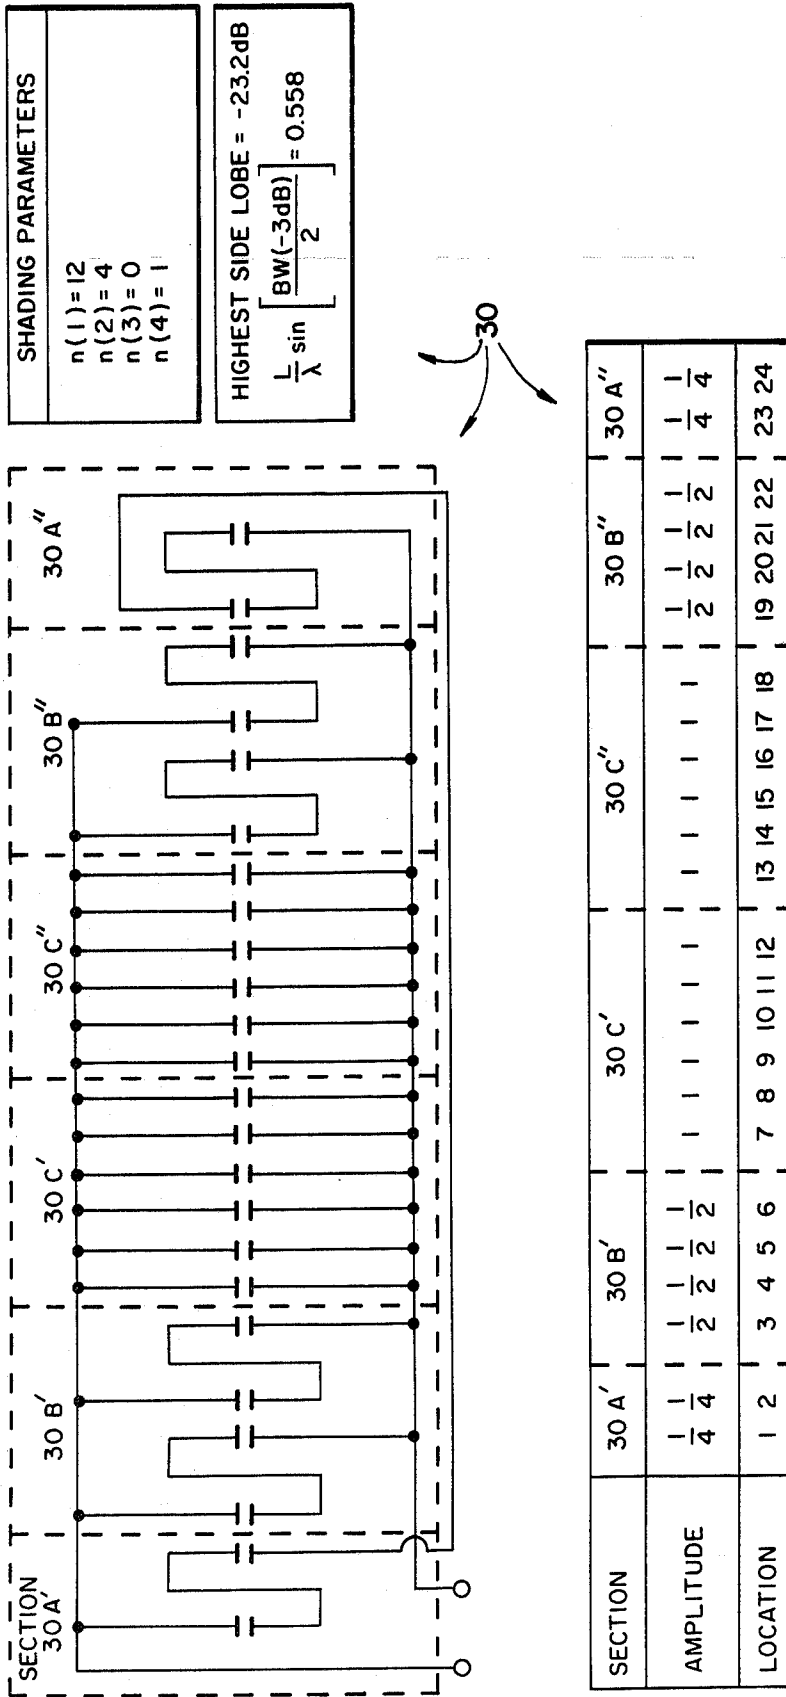 SHADING PARAMETERS
n(1)=12
n(2)=4
n(3)=0
n(4)=1
HIGHEST SIDE LOBE = -23.2dB
L/λ sin [BW(-3dB)/2] = 0.558
SECTION
30A′ 30B′ 30C′ 30C″ 30B″ 30A″
30
SECTION 30A′ 30B′ 30C′ 30C″ 30B″ 30A″
AMPLITUDE 1/4 1/4 1/2 1/2 1/2 1/2 1 1 1 1 1 1 1 1 1 1 1 1 1/2 1/2 1/2 1/2 1/4 1/4
LOCATION 1 2 3 4 5 6 7 8 9 10 11 12 13 14 15 16 17 18 19 20 21 22 23 24